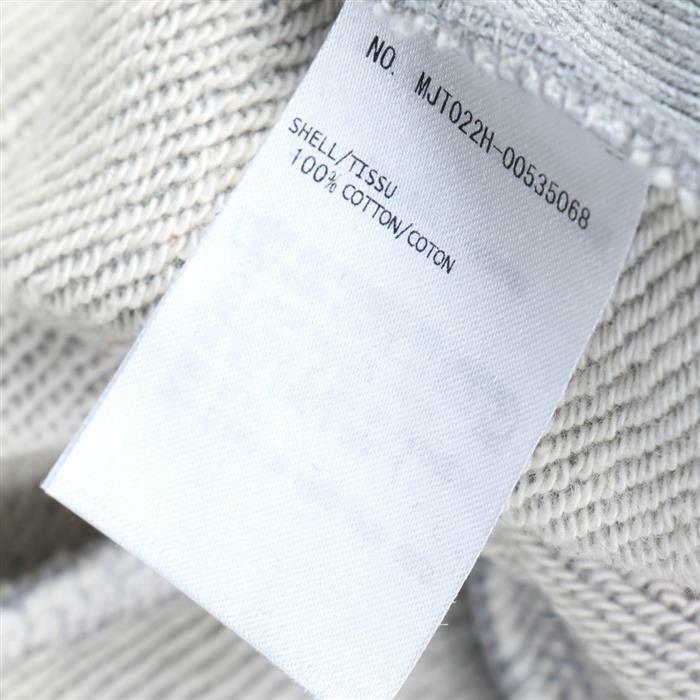 NO. MJT022H-00535068
SHELL/TISSU
100% COTTON/COTON